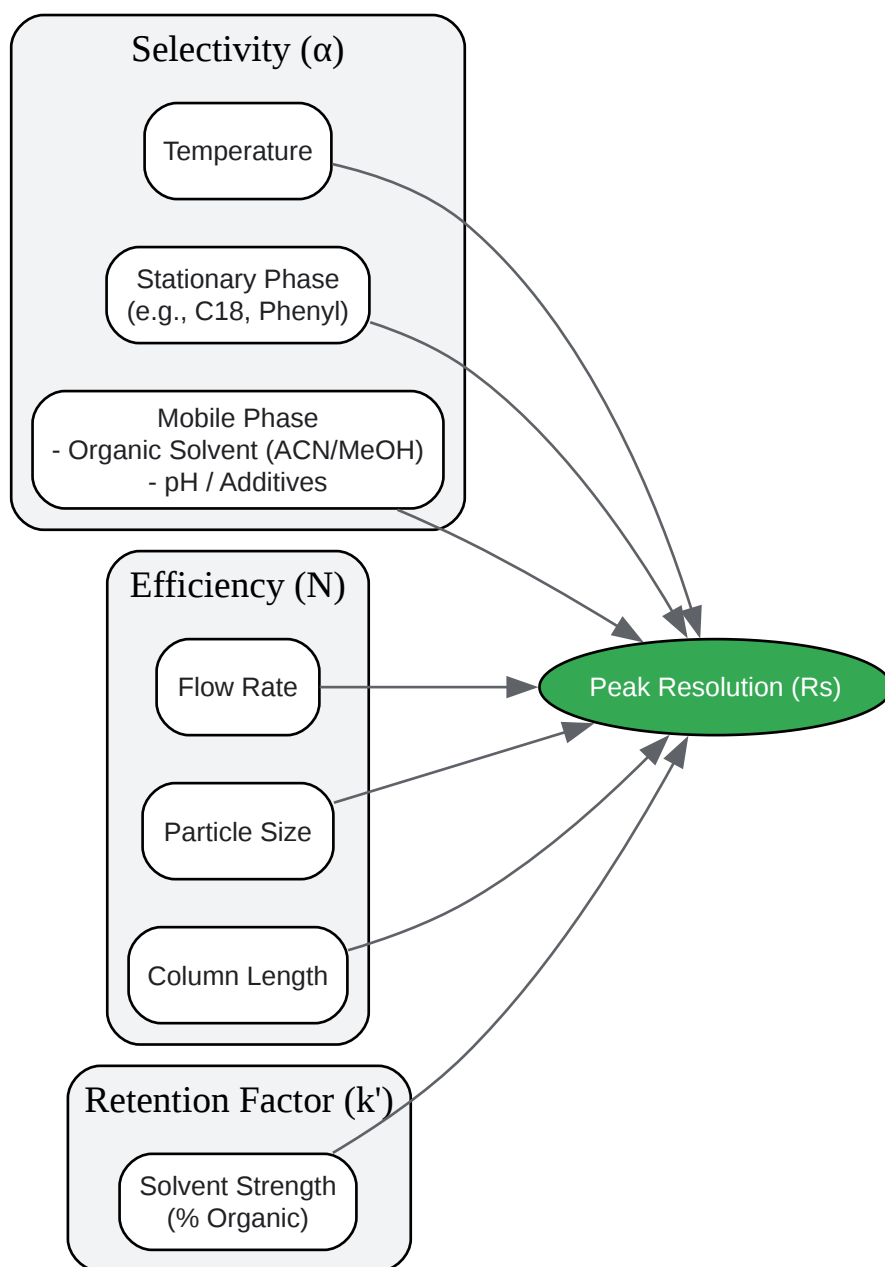 Selectivity (α)
Temperature
Stationary Phase
(e.g., C18, Phenyl)
Mobile Phase
- Organic Solvent (ACN/MeOH)
- pH / Additives
Efficiency (N)
Flow Rate
Particle Size
Column Length
Retention Factor (k')
Solvent Strength
(% Organic)
Peak Resolution (Rs)